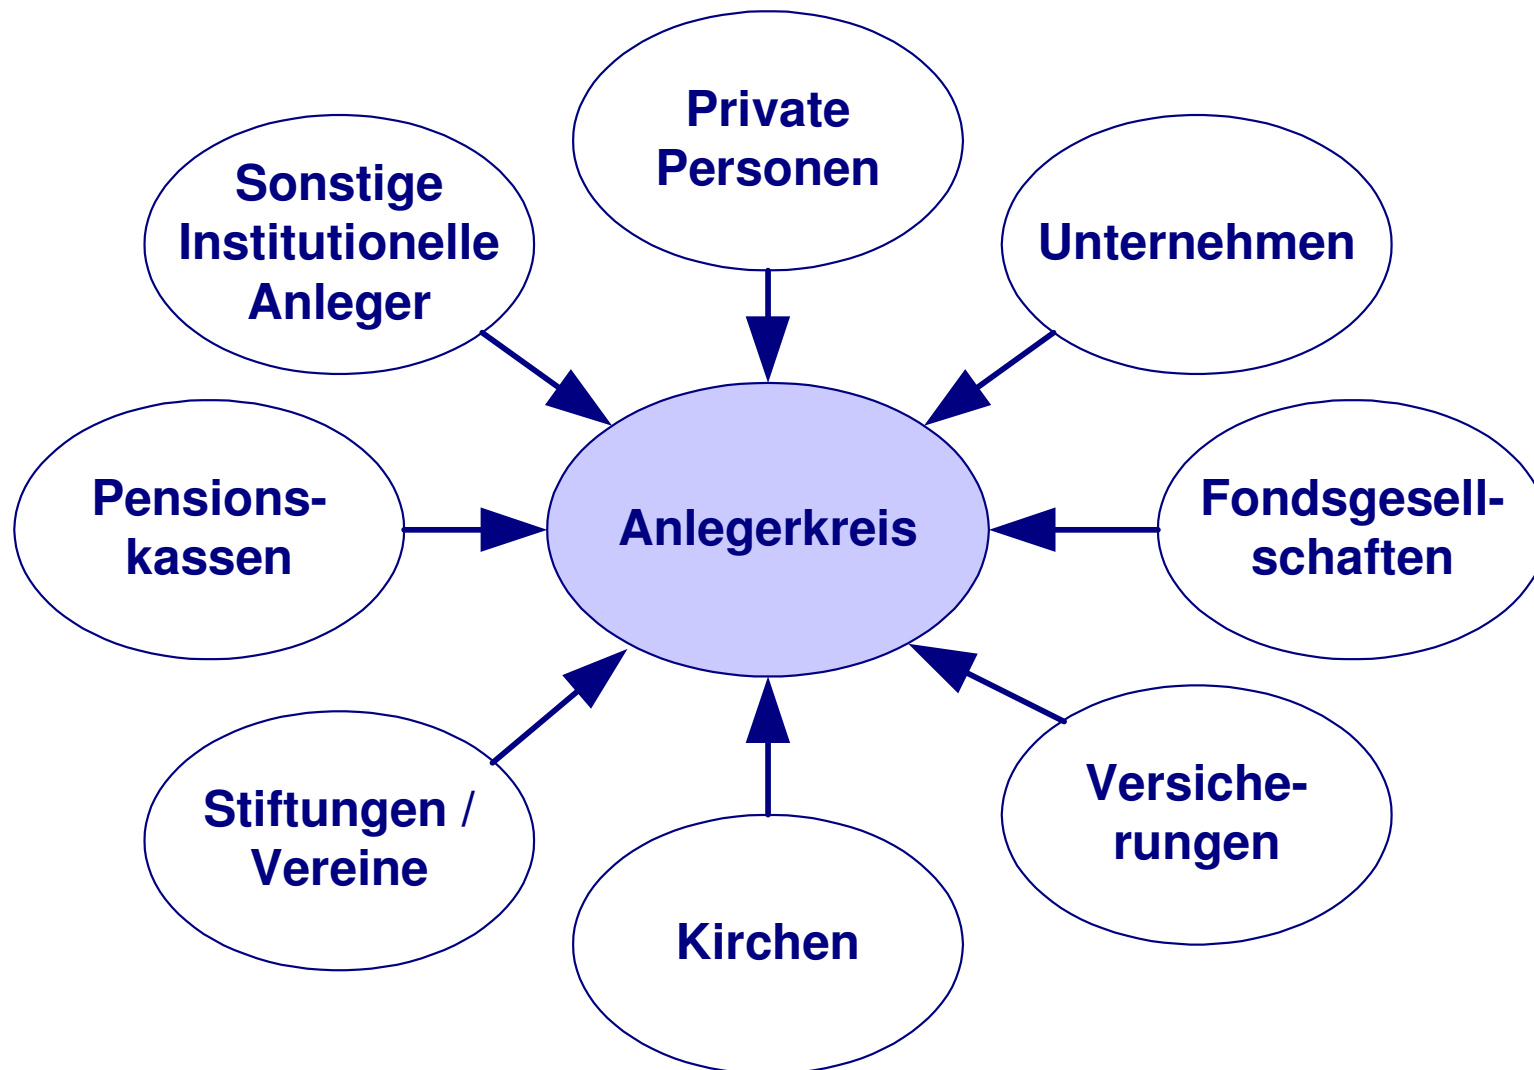 Private
Personen
Sonstige
Institutionelle
Anleger
Unternehmen
Pensions-
kassen
Anlegerkreis
Fondsgesell-
schaften
Stiftungen /
Vereine
Versiche-
rungen
Kirchen